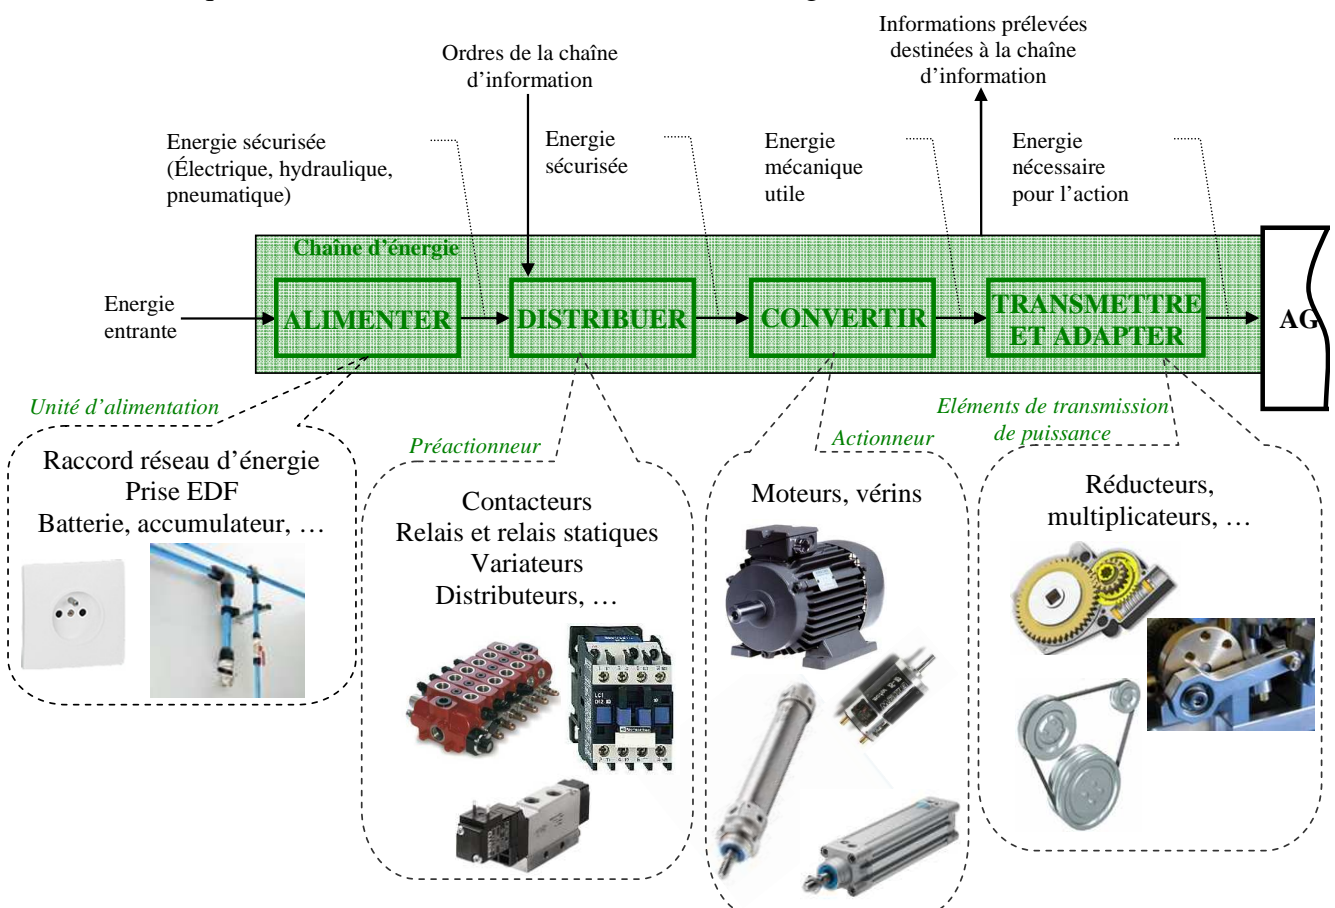 Informations prélevées
destinées à la chaîne
d’information
Ordres de la chaîne
d’information
Energie sécurisée
(Électrique, hydraulique,
pneumatique)
Energie
sécurisée
Energie
mécanique
utile
Energie
nécessaire
pour l’action
Chaîne d’énergie
Energie
entrante
ALIMENTER
DISTRIBUER
CONVERTIR
TRANSMETTRE
ET ADAPTER
AG
Unité d’alimentation
Préactionneur
Actionneur
Eléments de transmission
de puissance
Raccord réseau d’énergie
Prise EDF
Batterie, accumulateur, …
Contacteurs
Relais et relais statiques
Variateurs
Distributeurs, …
Moteurs, vérins
Réducteurs,
multiplicateurs, …
LC1